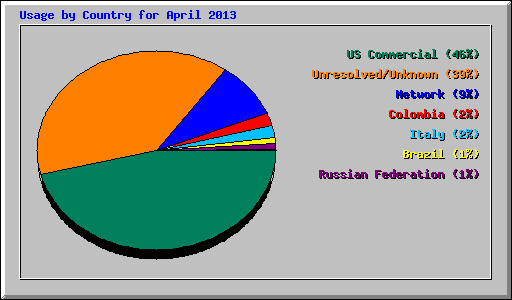 Usage by Country for April 2013
US Commercial (46%)
Unresolved/Unknown (39%)
Network (9%)
Colombia (2%)
Italy (2%)
Brazil (1%)
Russian Federation (1%)